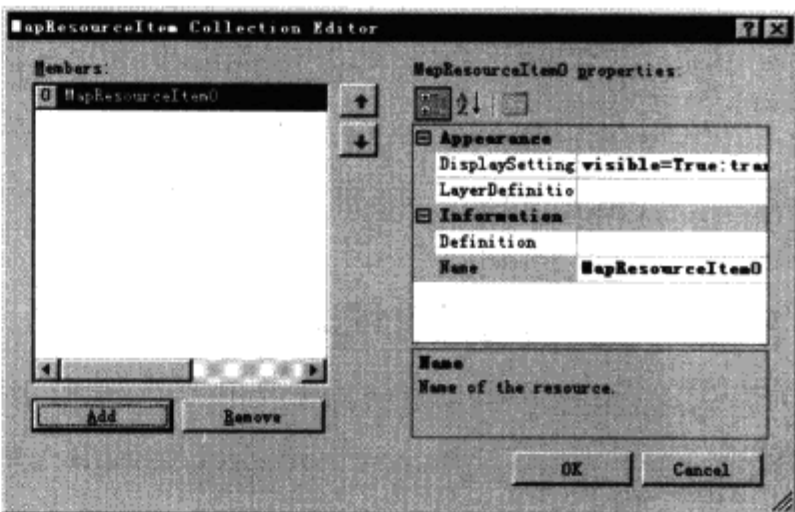 MapResourceItem Collection Editor
Members:
0 MapResourceItem0
Add
Remove
MapResourceItem0 properties:
Appearance
DisplaySetting visible=True:tran
LayerDefinitio
Information
Definition
Name MapResourceItem0
Name
Name of the resource.
OK
Cancel